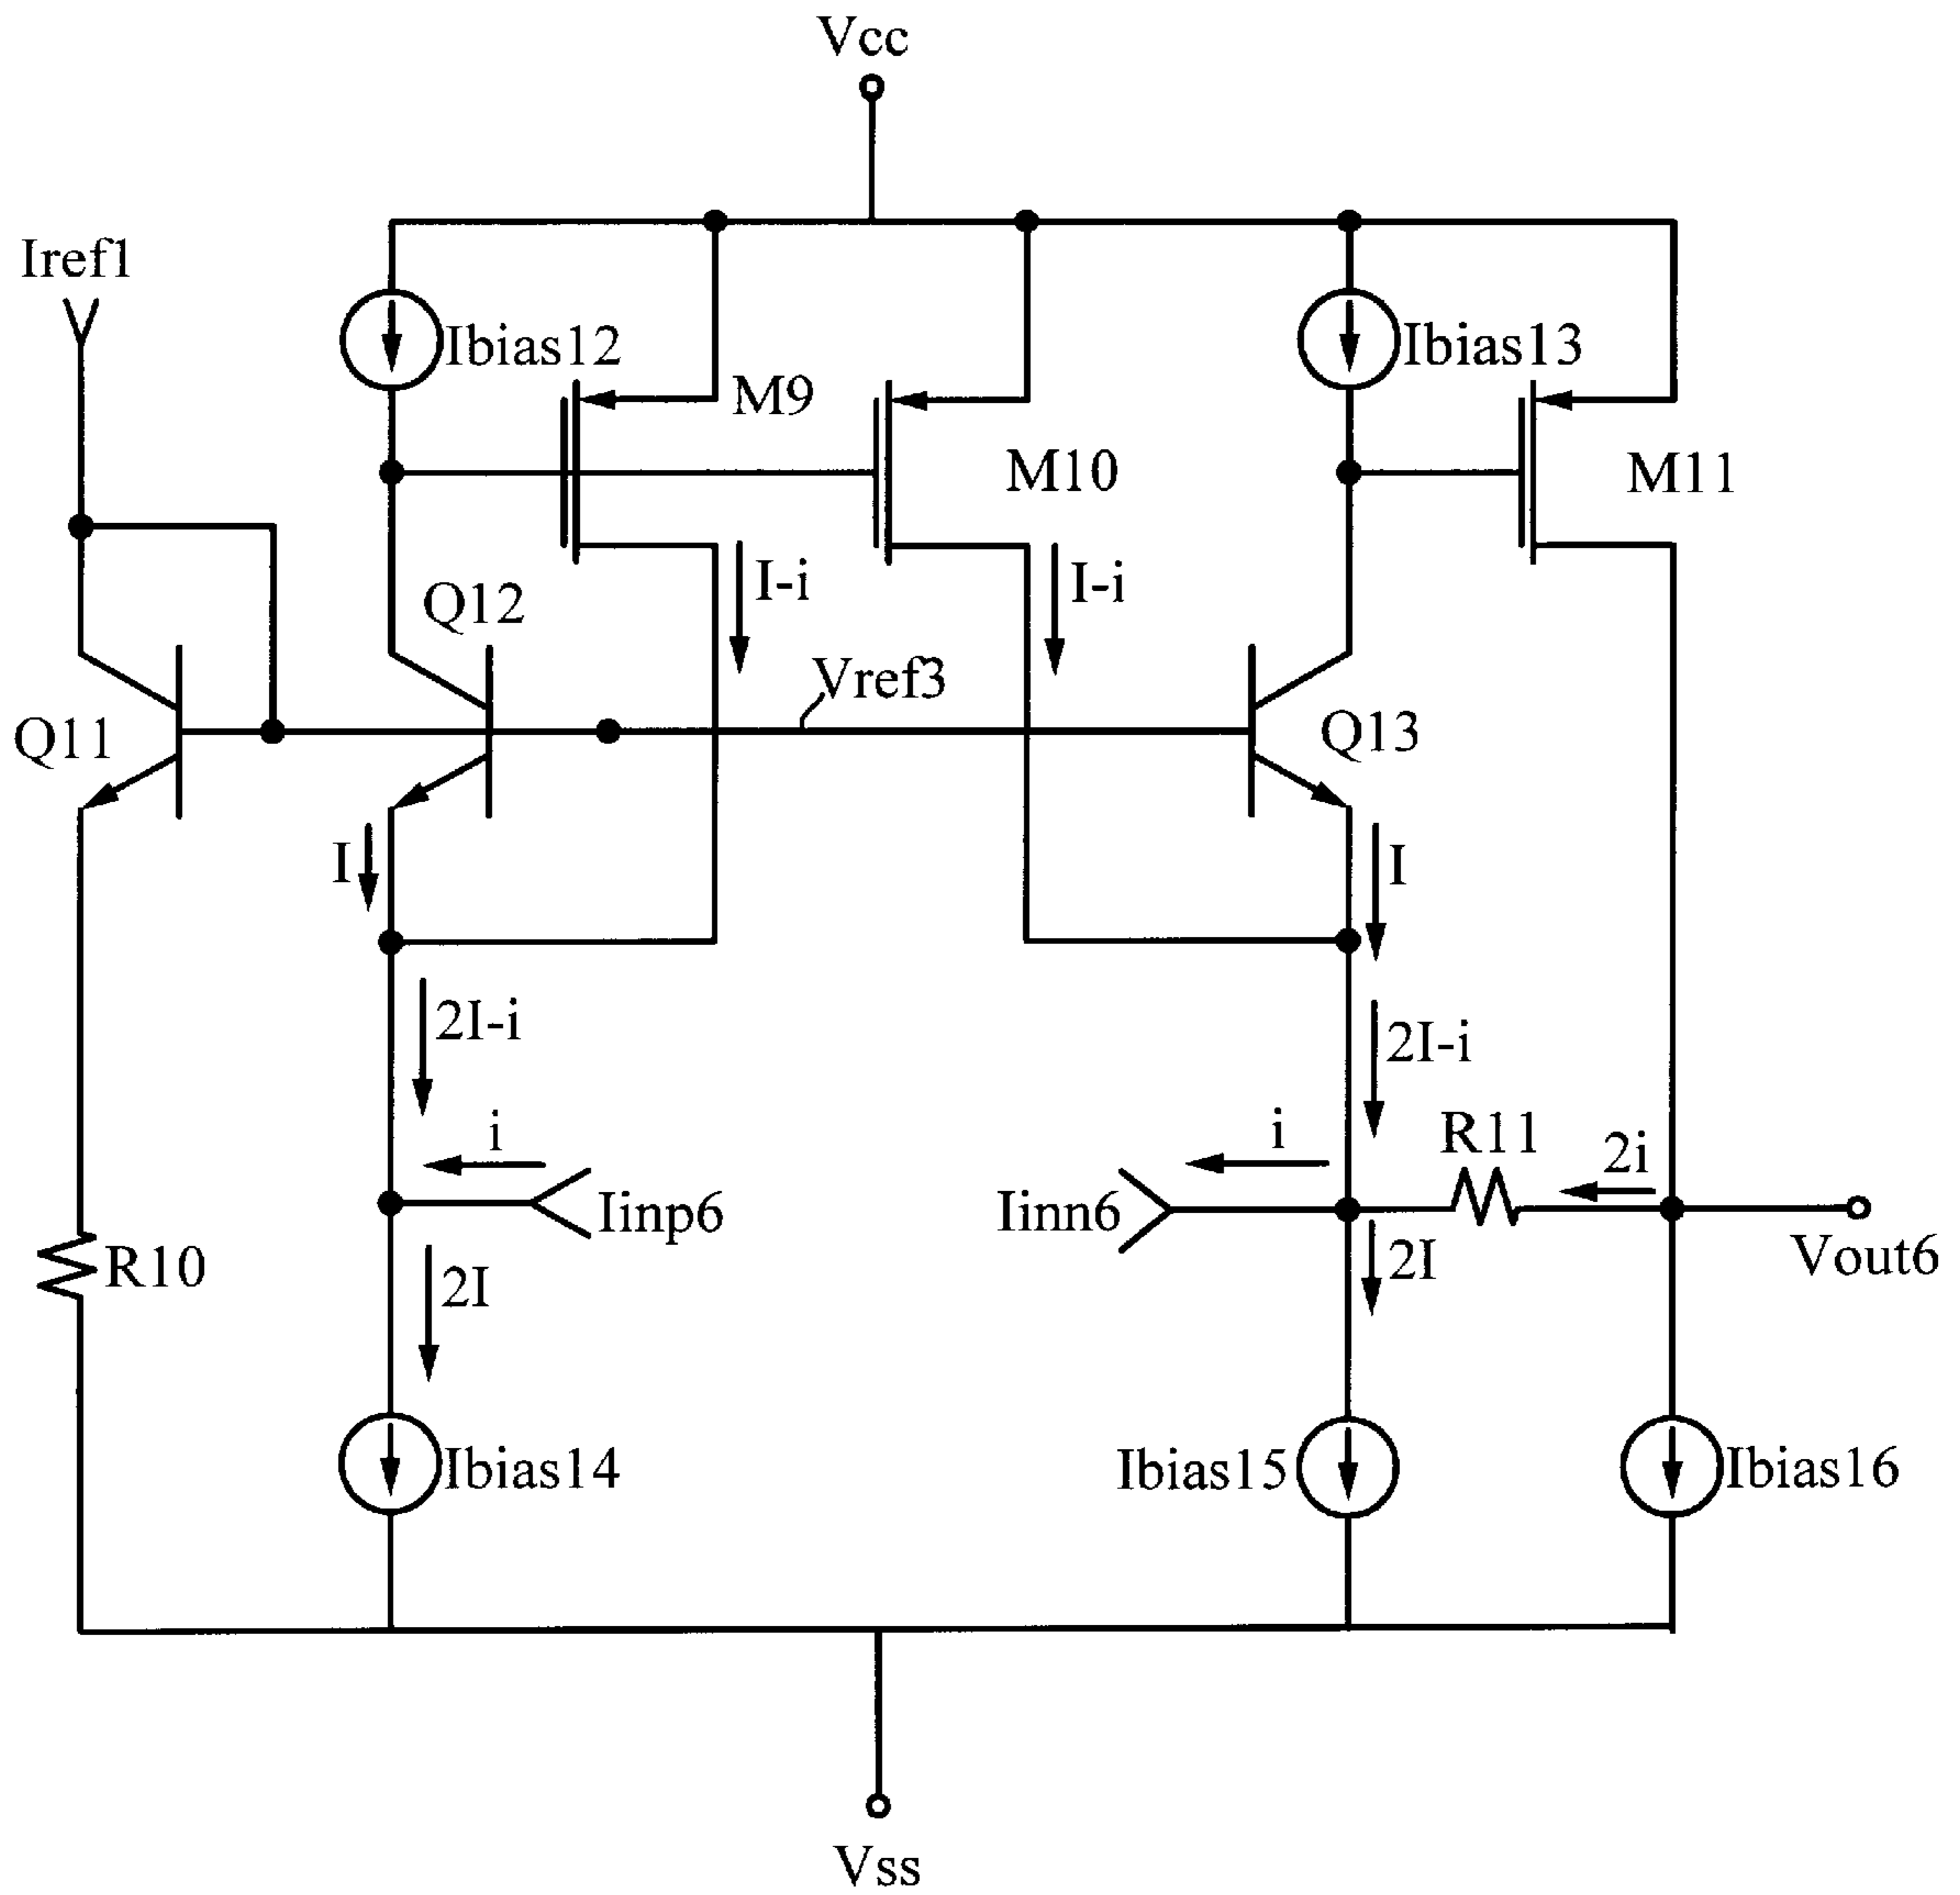 Vcc
Iref1
Ibias12
Ibias13
M9
M10
M11
I-i
I-i
Q12
Vref3
Q11
Q13
I
I
2I-i
2I-i
i
i
R11
2i
Iinp6
Iinn6
R10
2I
2I
Vout6
Ibias14
Ibias15
Ibias16
Vss